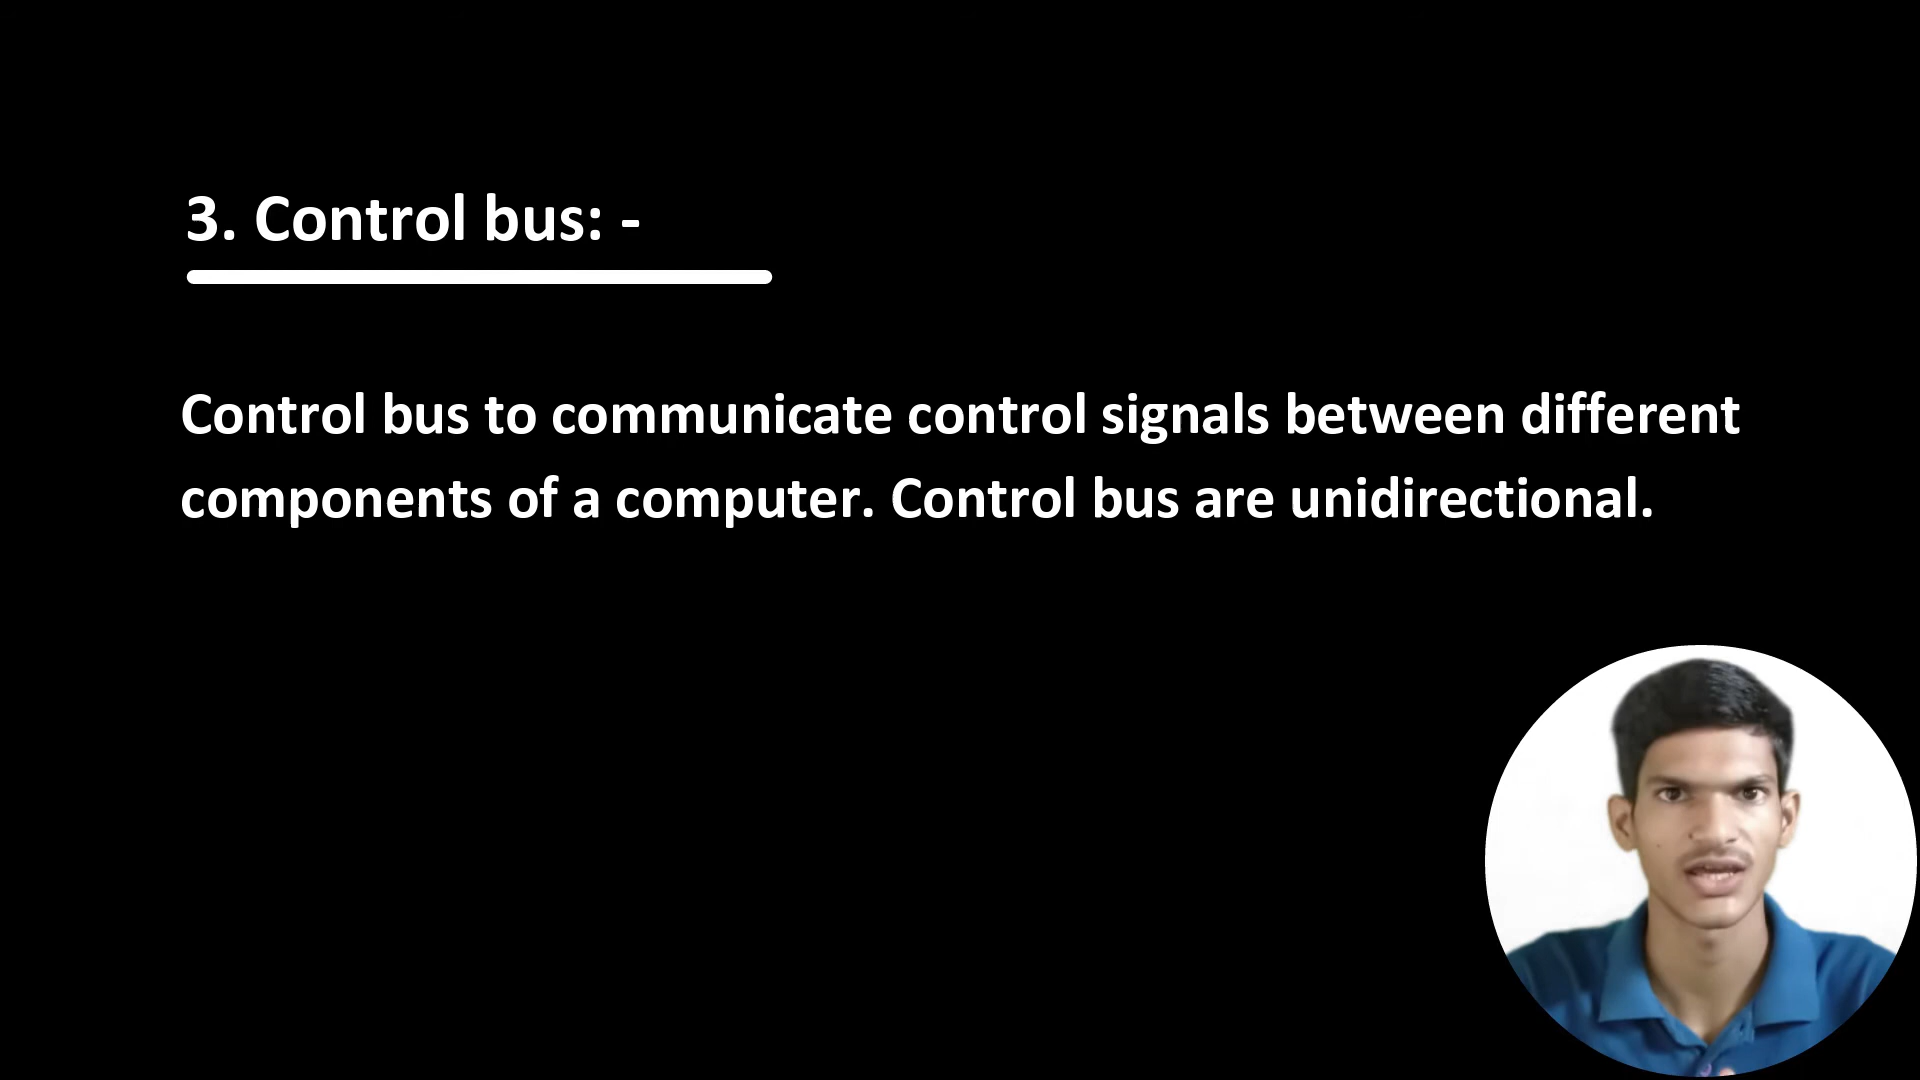 3. Control bus: -
Control bus to communicate control signals between different
components of a computer. Control bus are unidirectional.